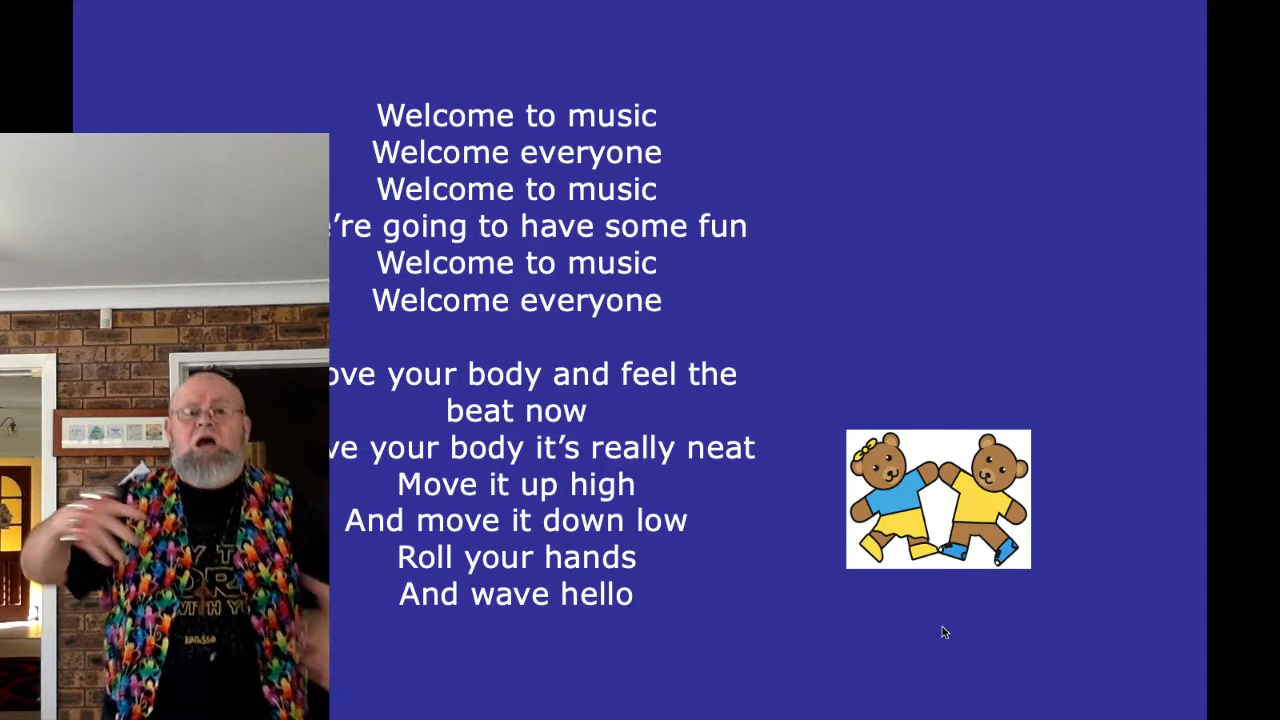 Welcome to music
Welcome everyone
Welcome to music
e're going to have some fun
Welcome to music
Welcome everyone
ove your body and feel the
beat now
ve your body it's really neat
Move it up high
And move it down low
Roll your hands
And wave hello
WITH YO